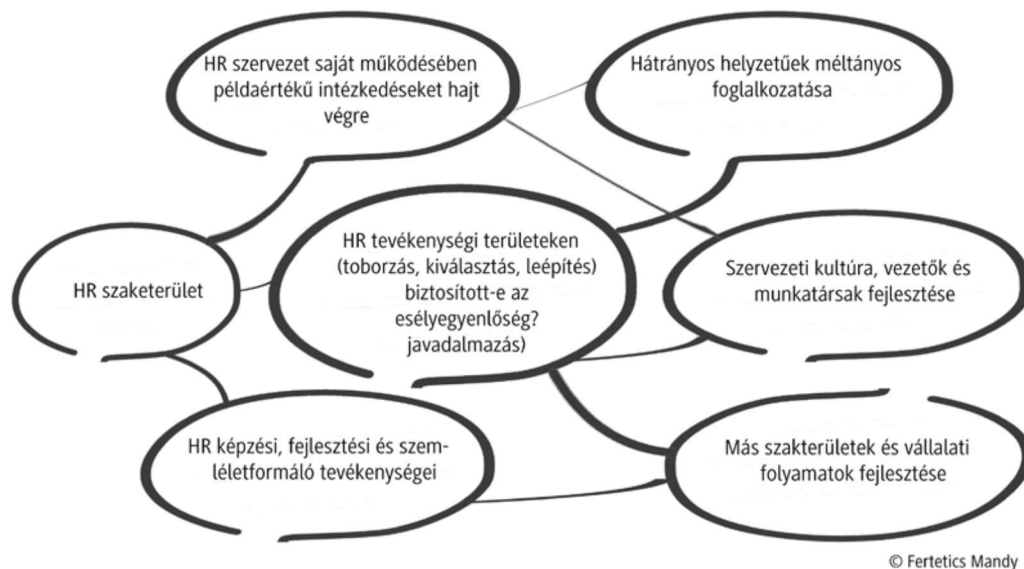 HR szervezet saját működésében
példaértékű intézkedéseket hajt
végre
Hátrányos helyzetűek méltányos
foglalkozatása
HR szaketerület
HR tevékenységi területeken
(toborzás, kiválasztás, leépítés)
biztosított-e az
esélyegyenlőség?
javadalmazás)
Szervezeti kultúra, vezetők és
munkatársak fejlesztése
HR képzési, fejlesztési és szem-
léletformáló tevékenységei
Más szakterületek és vállalati
folyamatok fejlesztése
© Fertetics Mandy